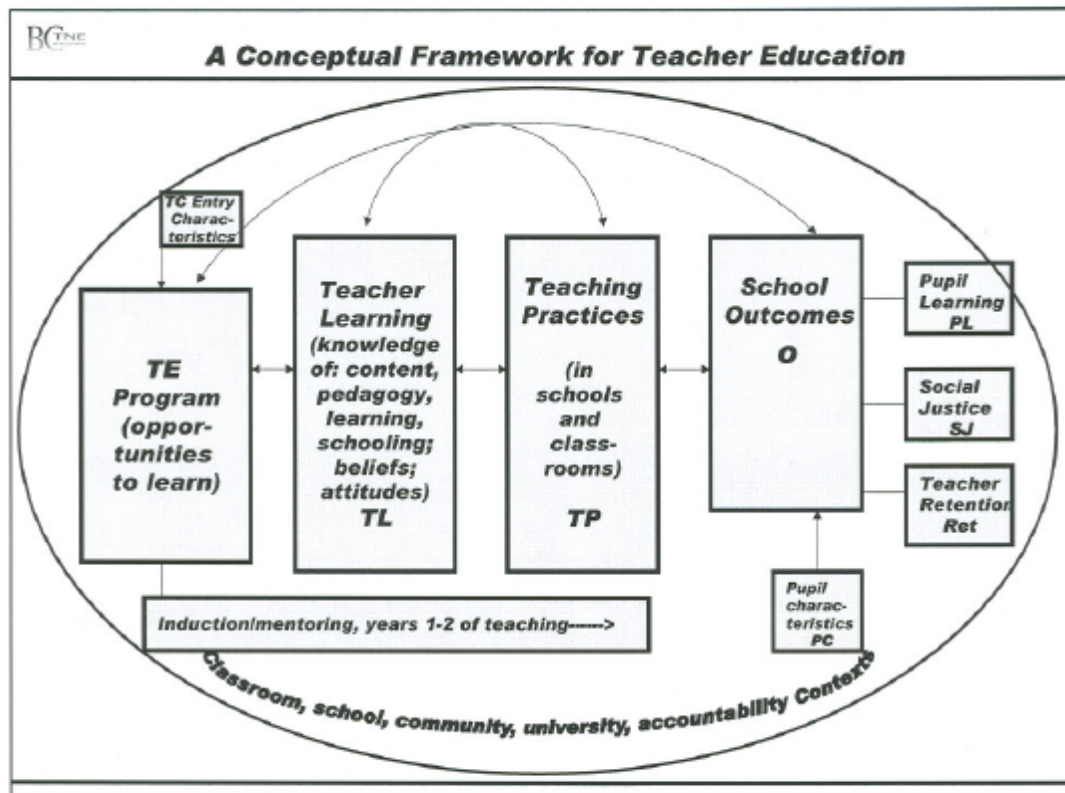 BC TNE
A Conceptual Framework for Teacher Education
TC Entry
Charac-
teristics
TE
Program
(oppor-
tunities
to learn)
Teacher
Learning
(knowledge
of: content,
pedagogy,
learning,
schooling;
beliefs;
attitudes)
TL
Teaching
Practices
(in
schools
and
class-
rooms)
TP
School
Outcomes
O
Pupil
Learning
PL
Social
Justice
SJ
Teacher
Retention
Ret
Induction/mentoring, years 1-2 of teaching------>
Pupil
charac-
teristics
PC
Classroom, school, community, university, accountability Contexts